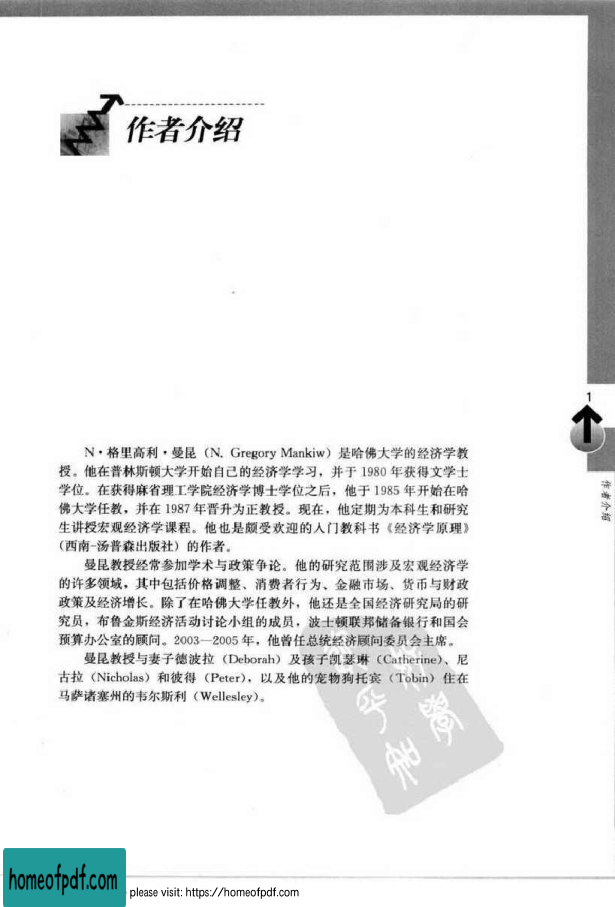 作者介绍
1
作者介绍
N·格里高利·曼昆（N. Gregory Mankiw）是哈佛大学的经济学教
授。他在普林斯顿大学开始自己的经济学学习，并于 1980 年获得文学士
学位。在获得麻省理工学院经济学博士学位之后，他于 1985 年开始在哈
佛大学任教，并在 1987 年晋升为正教授。现在，他定期为本科生和研究
生讲授宏观经济学课程。他也是颇受欢迎的入门教科书《经济学原理》
（西南-汤普森出版社）的作者。
曼昆教授经常参加学术与政策争论。他的研究范围涉及宏观经济学
的许多领域，其中包括价格调整、消费者行为、金融市场、货币与财政
政策及经济增长。除了在哈佛大学任教外，他还是全国经济研究局的研
究员，布鲁金斯经济活动讨论小组的成员，波士顿联邦储备银行和国会
预算办公室的顾问。2003—2005 年，他曾任总统经济顾问委员会主席。
曼昆教授与妻子德波拉（Deborah）及孩子凯瑟琳（Catherine）、尼
古拉（Nicholas）和彼得（Peter），以及他的宠物狗托宾（Tobin）住在
马萨诸塞州的韦尔斯利（Wellesley）。
homeofpdf.com
please visit: https://homeofpdf.com